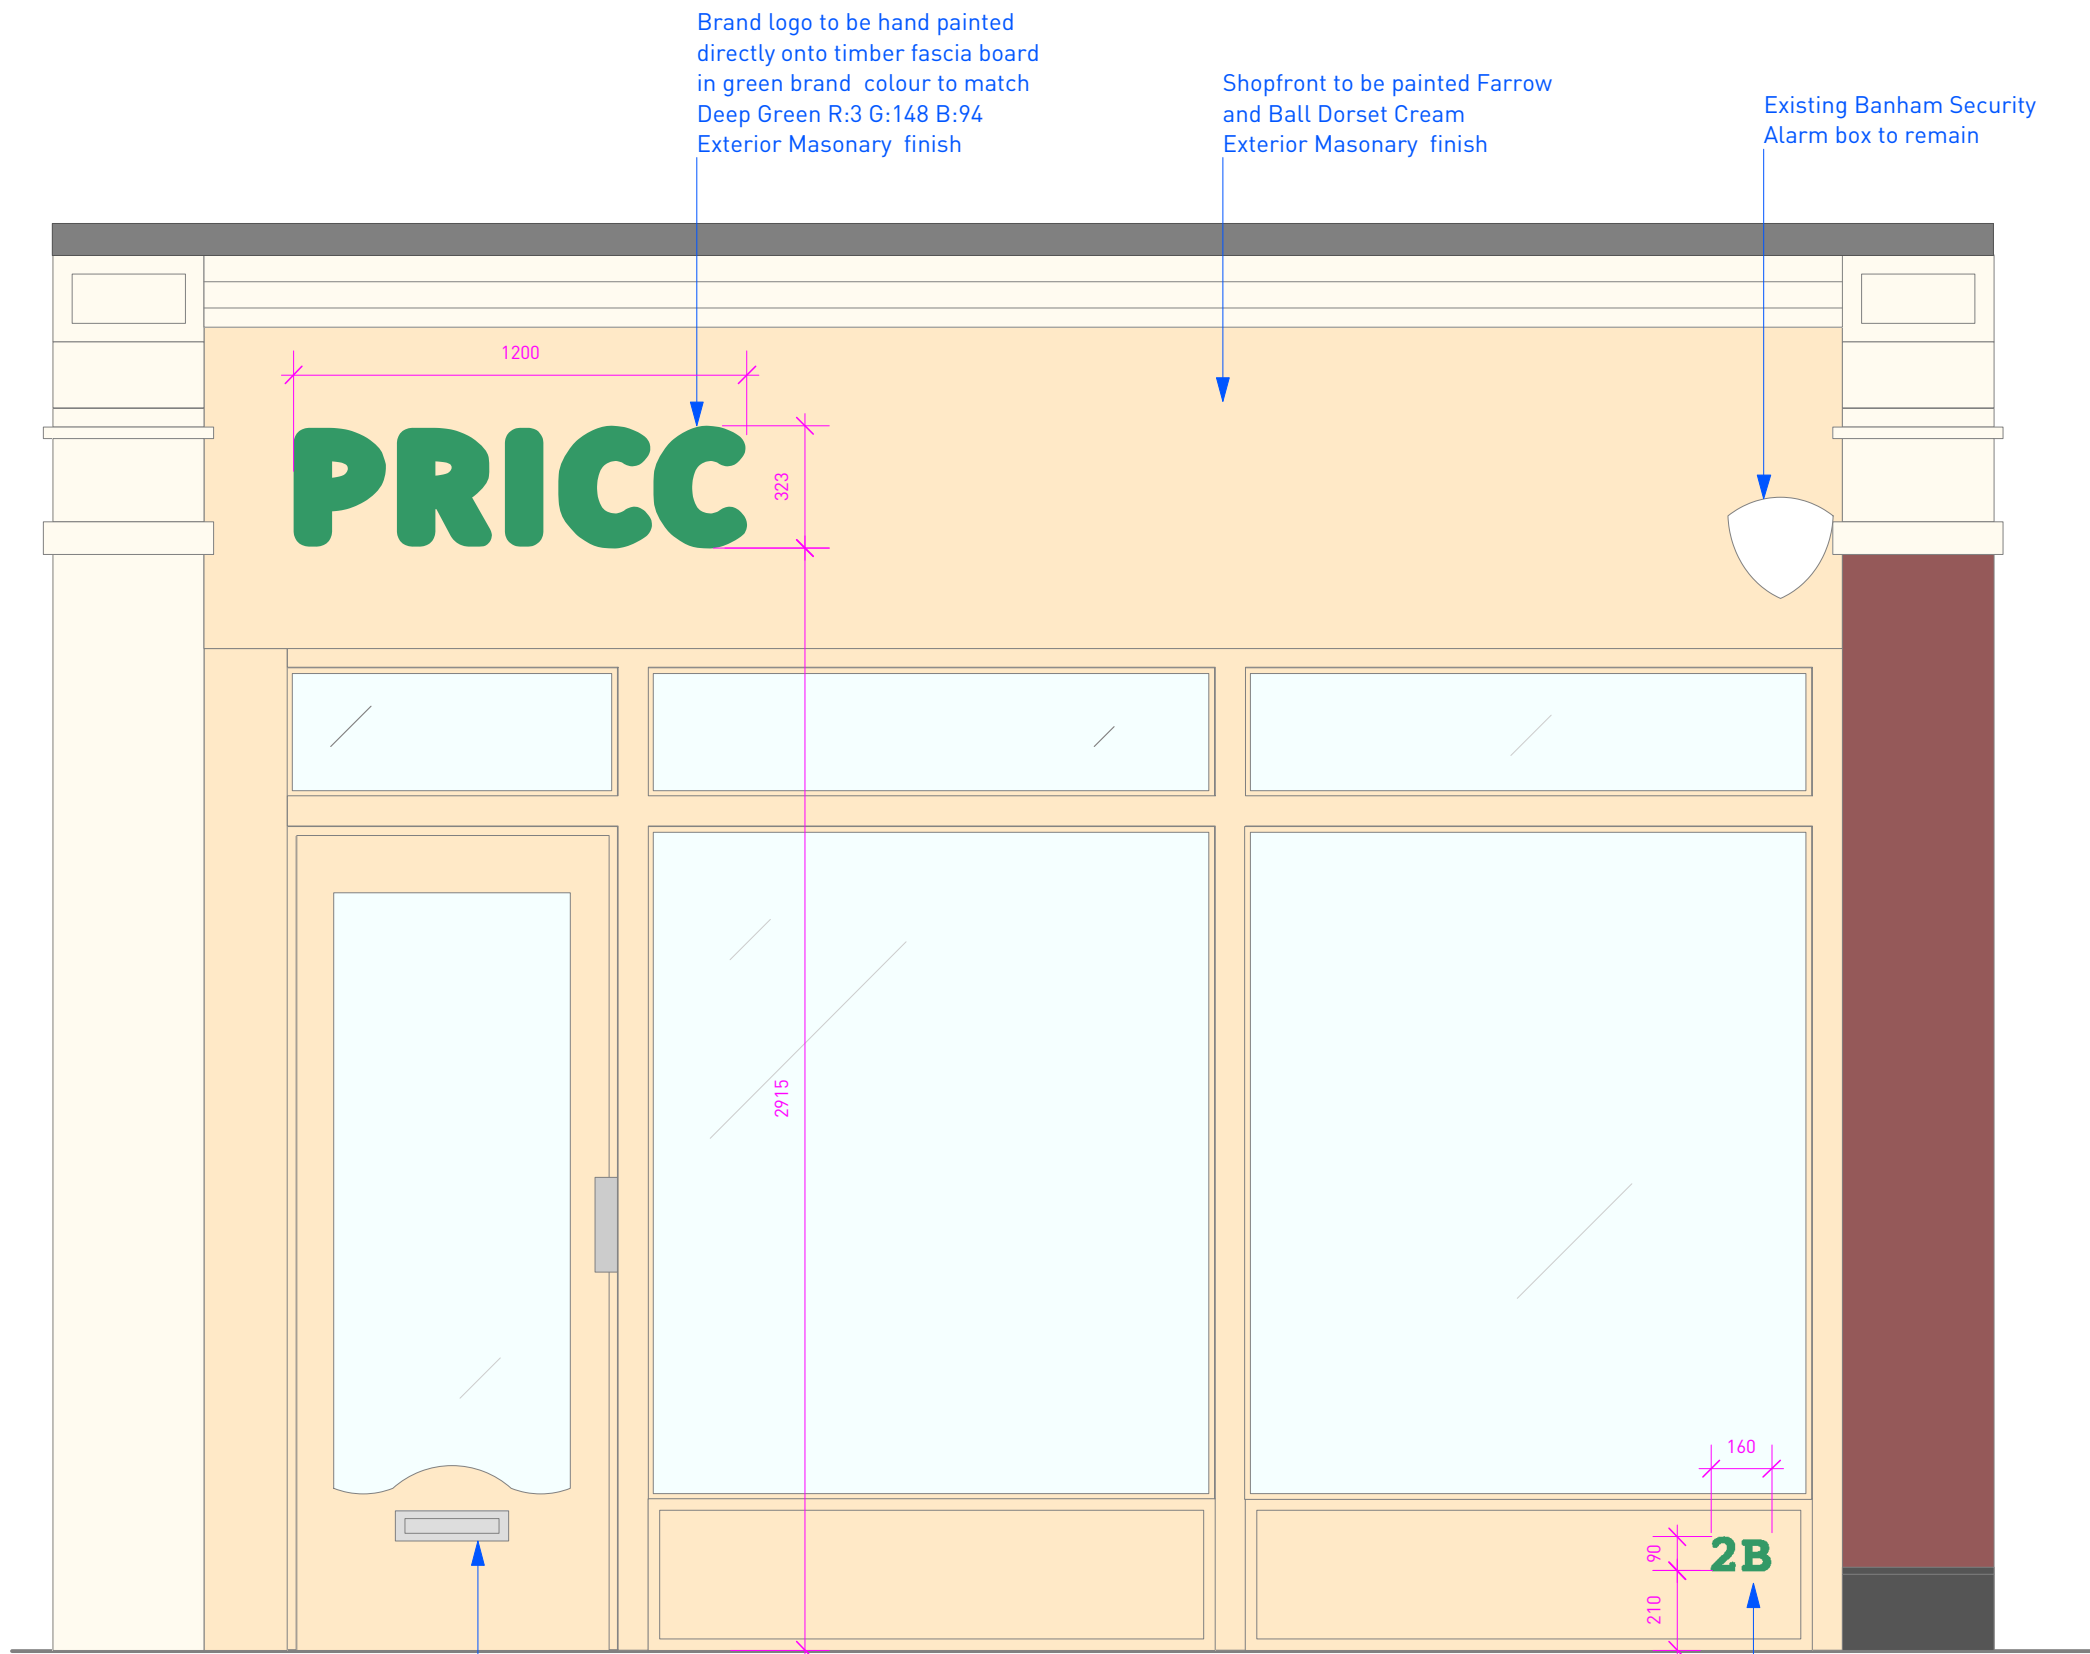 Brand logo to be hand painted
directly onto timber fascia board
in green brand  colour to match
Deep Green R:3 G:148 B:94
Exterior Masonary  finish
Shopfront to be painted Farrow
and Ball Dorset Cream
Exterior Masonary  finish
Existing Banham Security
Alarm box to remain
1200
PRICC
323
2915
160
90
2B
210